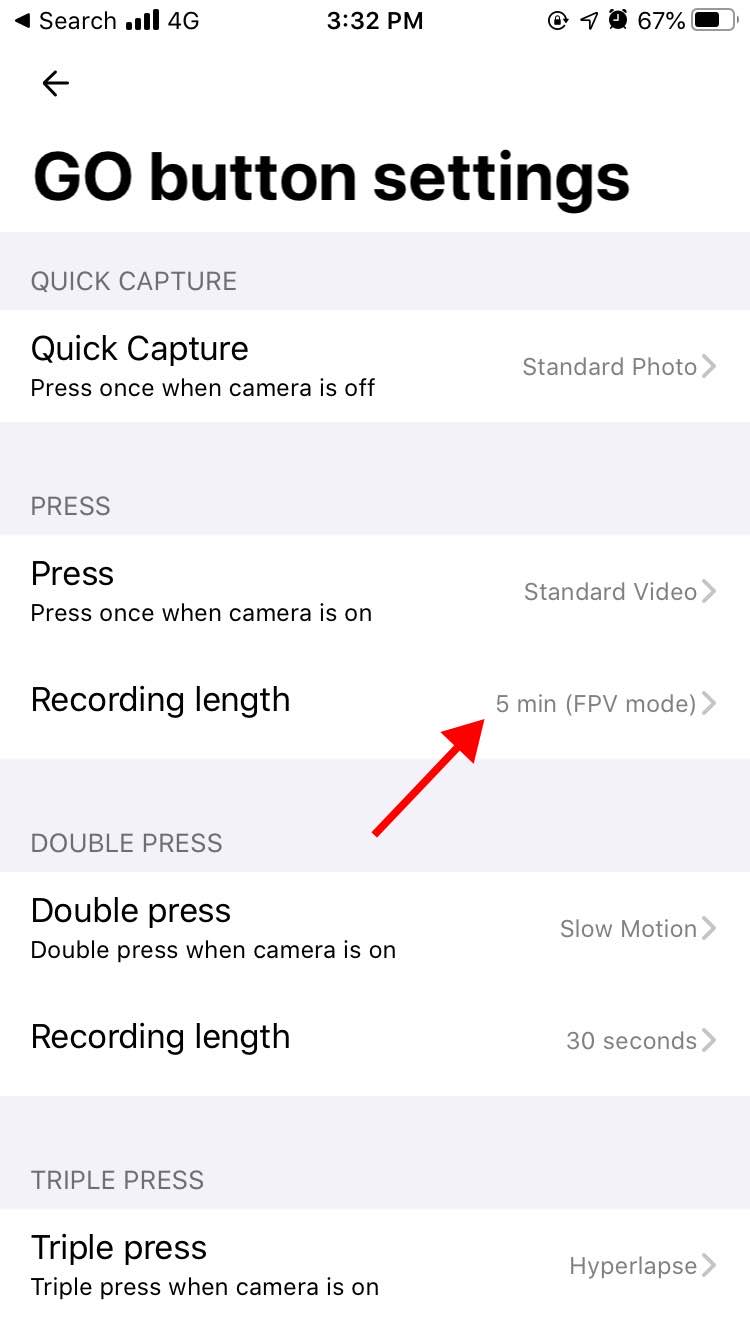 Search 4G 3:32 PM 67%
GO button settings
QUICK CAPTURE
Quick Capture
Standard Photo
Press once when camera is off
PRESS
Press
Standard Video
Press once when camera is on
Recording length
5 min (FPV mode)
DOUBLE PRESS
Double press
Slow Motion
Double press when camera is on
Recording length
30 seconds
TRIPLE PRESS
Triple press
Hyperlapse
Triple press when camera is on